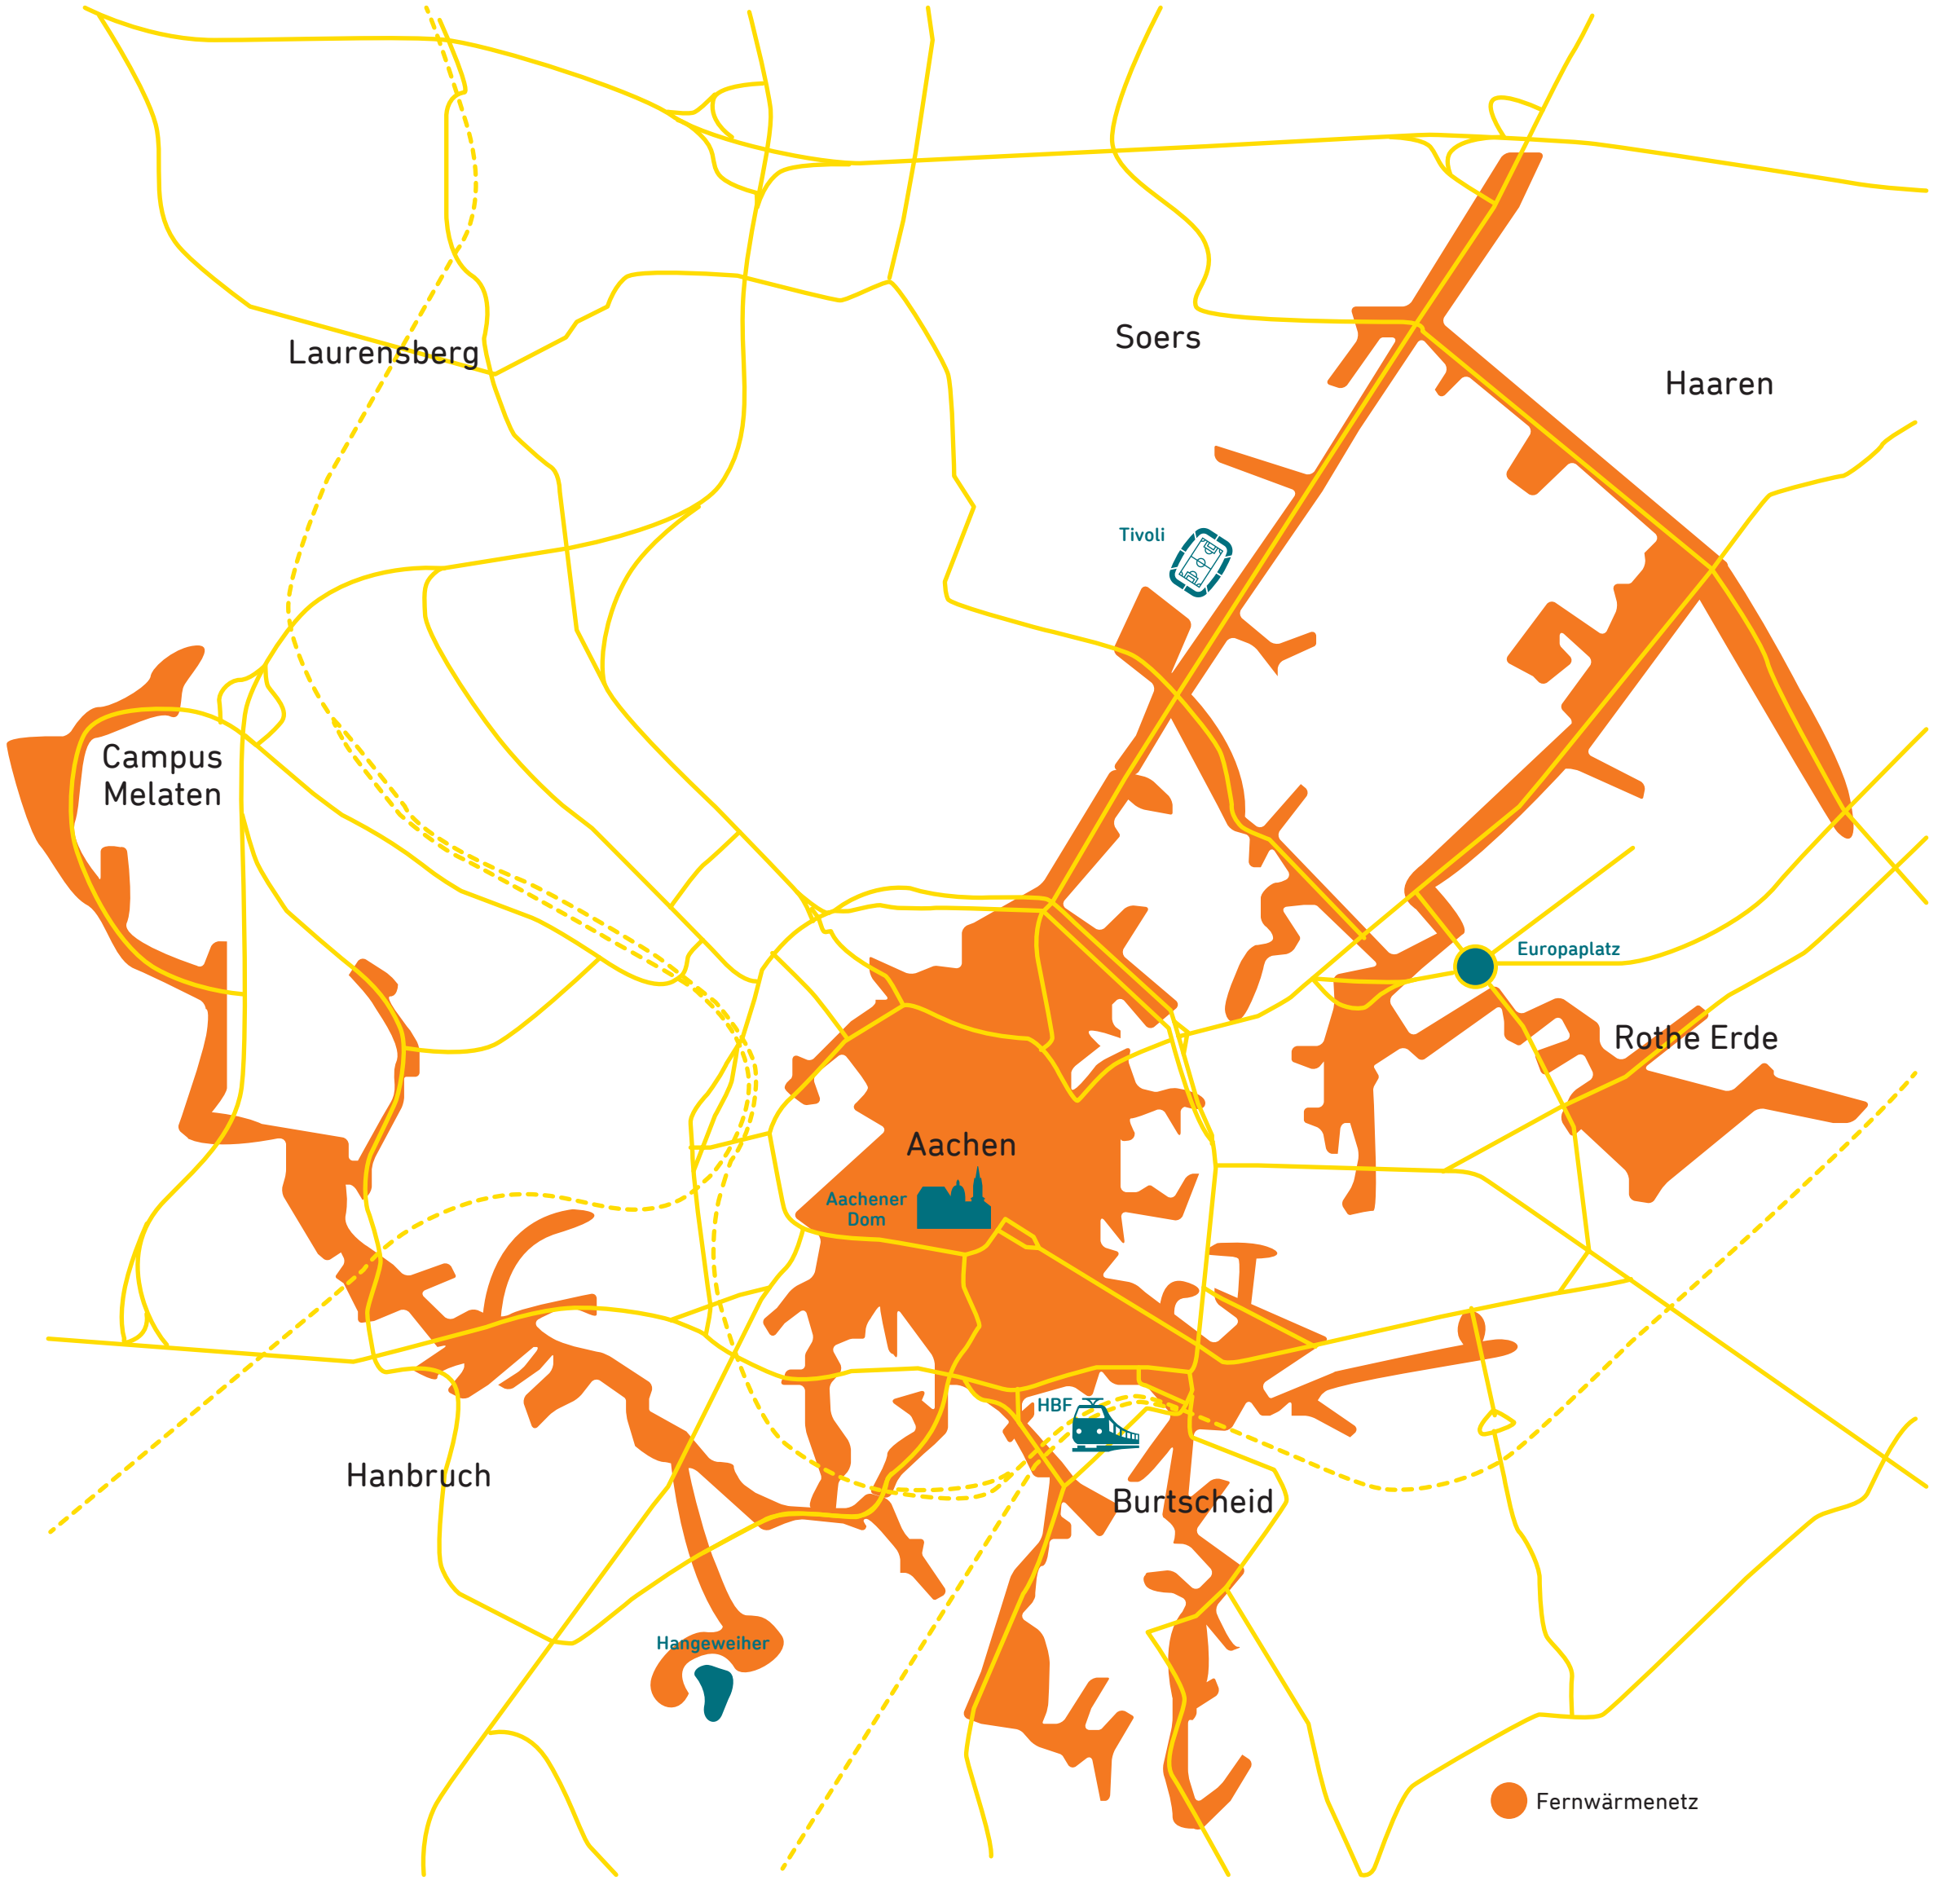 Soers
Laurensberg
Haaren
Tivoli
Campus
Melaten
Europaplatz
Rothe Erde
Aachen
Aachener
Dom
HBF
Hanbruch
Burtscheid
Hangeweiher
Fernwärmenetz